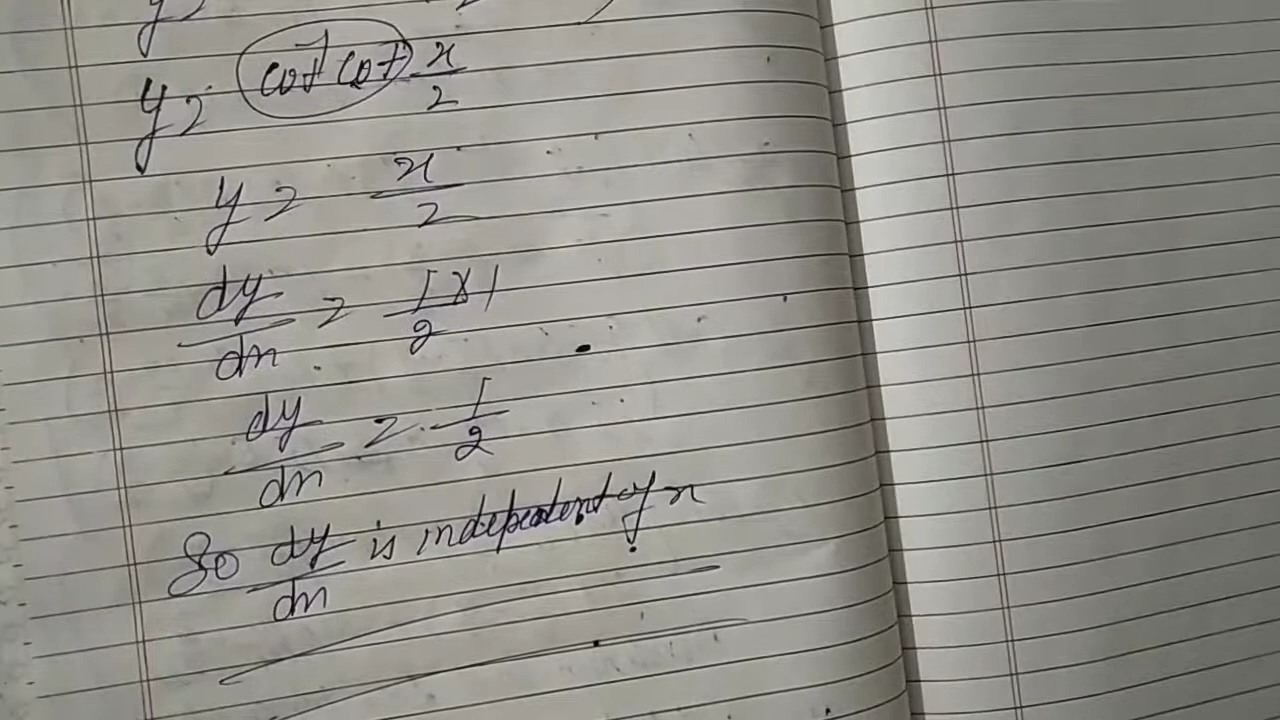 y =
y = cot⁻¹ cot x/2
y = x/2
dy/dx = 1/2 × 1
dy/dx = 1/2
So dy/dx is independent of x